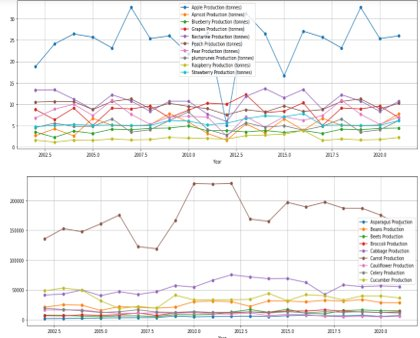 Apple Production (tonnes)
Apricot Production (tonnes)
Blueberry Production (tonnes)
Grapes Production (tonnes)
Nectarine Production (tonnes)
Peach Production (tonnes)
Pear Production (tonnes)
plumprunes Production (tonnes)
Raspberry Production (tonnes)
Strawberry Production (tonnes)
30
25
20
15
10
5
0
2002.5 2005.0 2007.5 2010.0 2012.5 2015.0 2017.5 2020.0
Year
200000
150000
100000
50000
0
Asparagus Production
Beans Production
Beets Production
Broccoli Production
Cabbage Production
Carrot Production
Cauliflower Production
Celery Production
Cucumber Production
2002.5 2005.0 2007.5 2010.0 2012.5 2015.0 2017.5 2020.0
Year